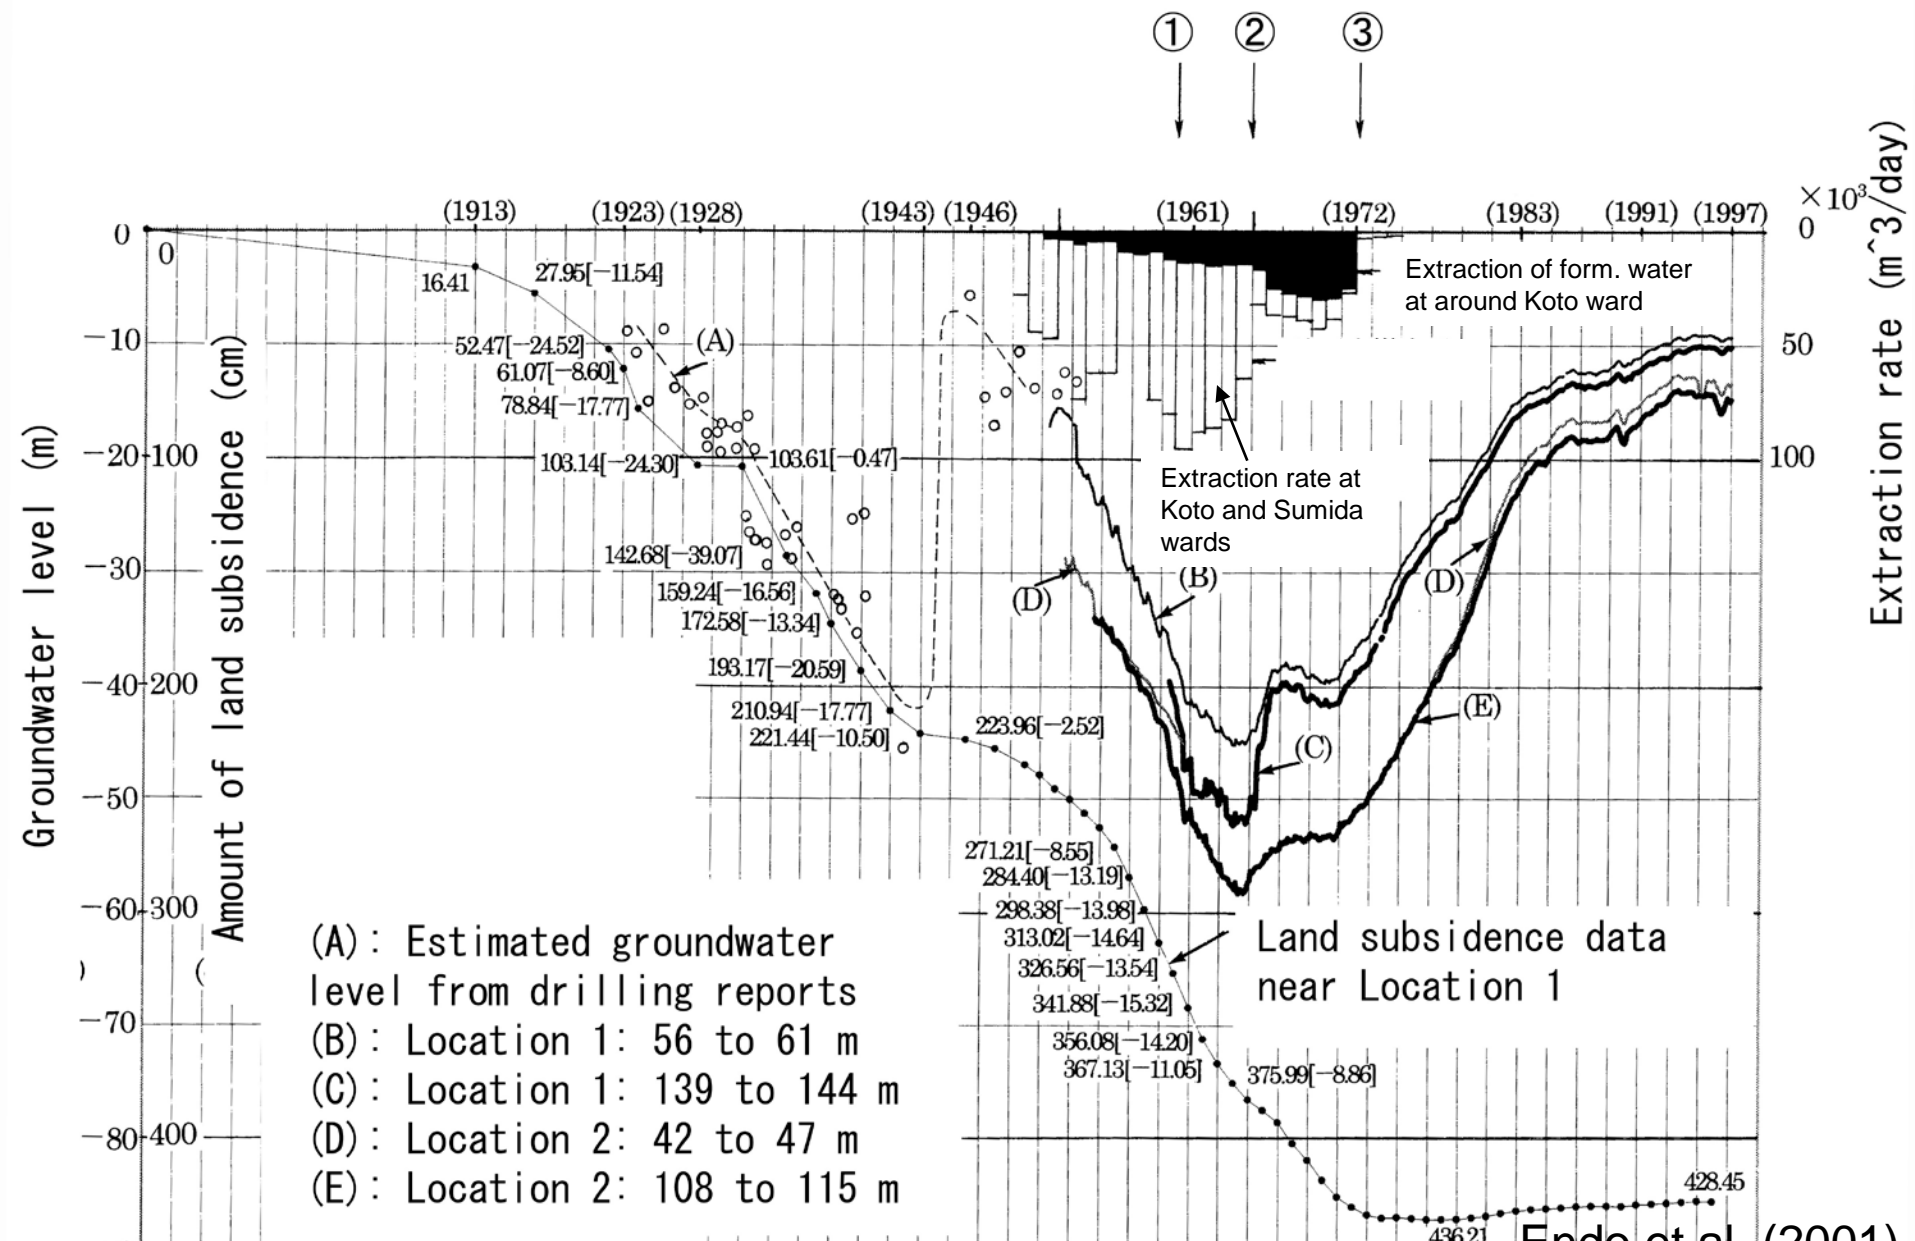 ① ② ③
(1913) (1923) (1928) (1943) (1946) (1961) (1972) (1983) (1991) (1997)
×10³
0
0
0
16.41
27.95[−11.54]
Extraction of form. water
at around Koto ward
−10
52.47[−24.52]
(A)
50
61.07[−8.60]
78.84[−17.77]
−20
100
103.14[−24.30]
103.61[−0.47]
100
Extraction rate at
Koto and Sumida
wards
−30
142.68[−39.07]
(B)
(D)
(D)
159.24[−16.56]
172.58[−13.34]
193.17[−20.59]
−40
200
210.94[−17.77]
223.96[−2.52]
(E)
221.44[−10.50]
(C)
−50
271.21[−8.55]
284.40[−13.19]
−60
300
298.38[−13.98]
313.02[−14.64]
326.56[−13.54]
341.88[−15.32]
−70
356.08[−14.20]
367.13[−11.05]
375.99[−8.86]
−80
400
428.45
436.21
Groundwater level (m)
Amount of land subsidence (cm)
Extraction rate (m^3/day)
Land subsidence data
near Location 1
(A): Estimated groundwater
level from drilling reports
(B): Location 1: 56 to 61 m
(C): Location 1: 139 to 144 m
(D): Location 2: 42 to 47 m
(E): Location 2: 108 to 115 m
)
(
Endo et al. (2001)